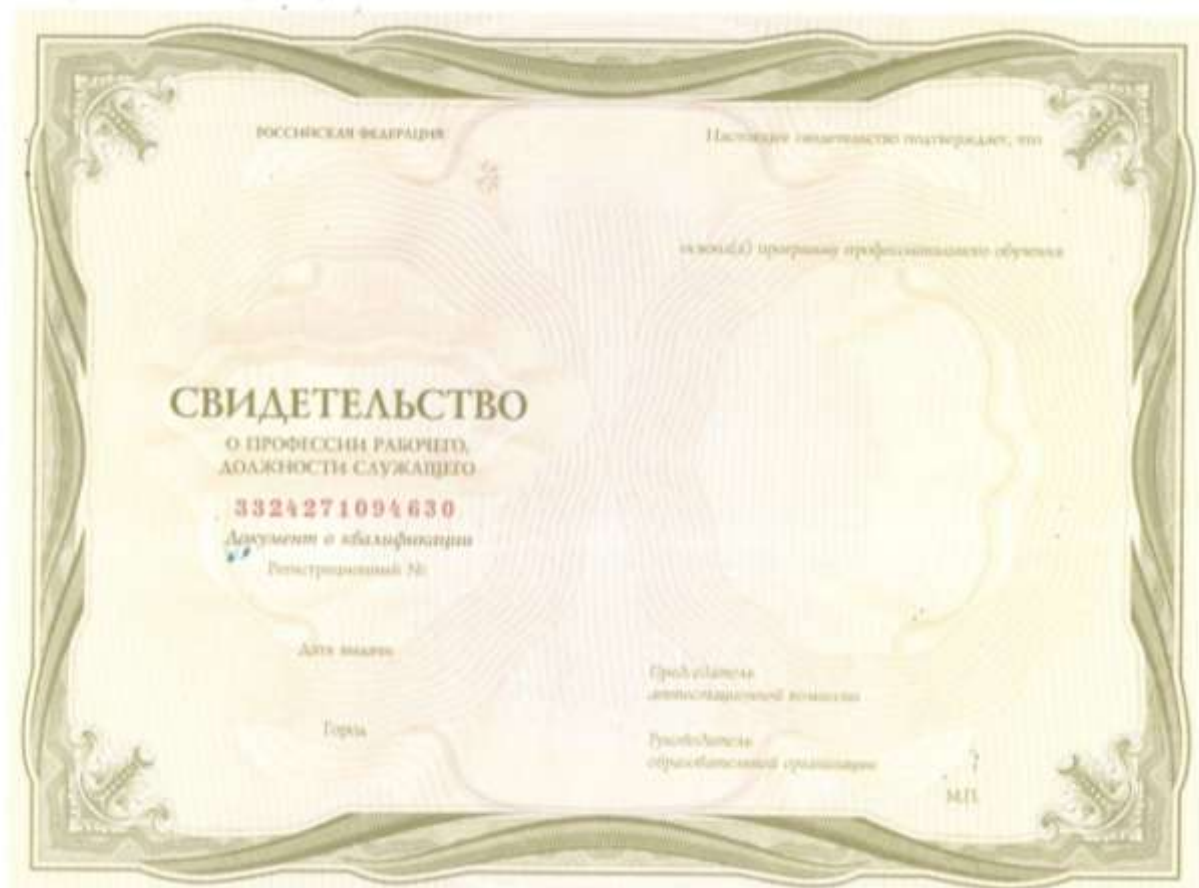 РОССИЙСКАЯ ФЕДЕРАЦИЯ
СВИДЕТЕЛЬСТВО
О ПРОФЕССИИ РАБОЧЕГО,
ДОЛЖНОСТИ СЛУЖАЩЕГО
3324271094630
Документ о квалификации
Регистрационный №
Дата выдачи
Город
Настоящее свидетельство подтверждает, что
освоил(а) программу профессионального обучения
Председатель
аттестационной комиссии
Руководитель
образовательной организации
М.П.